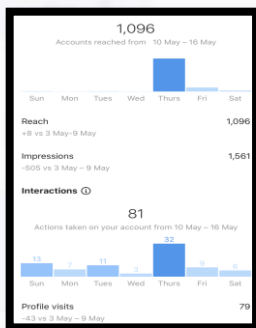 1,096
Accounts reached from 10 May – 16 May
Sun Mon Tues Wed Thurs Fri Sat
Reach 1,096
+8 vs 3 May–9 May
Impressions 1,561
-505 vs 3 May – 9 May
Interactions
81
Actions taken on your account from 10 May – 16 May
32
13 7 11 3 9 6
Sun Mon Tues Wed Thurs Fri Sat
Profile visits 79
-43 vs 3 May – 9 May